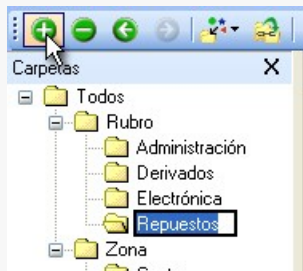 Carpetas
Todos
Rubro
Administración
Derivados
Electrónica
Repuestos
Zona